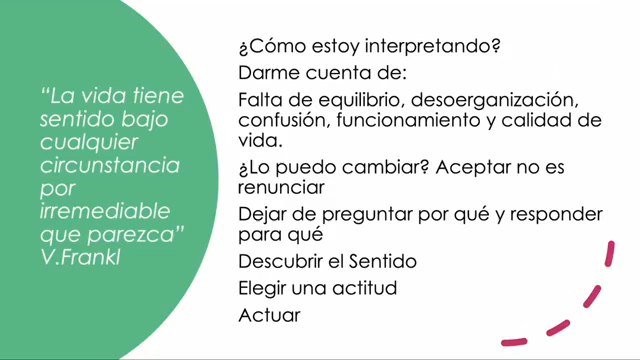 “La vida tiene
sentido bajo
cualquier
circunstancia
por
irremediable
que parezca”
V.Frankl
¿Cómo estoy interpretando?
Darme cuenta de:
Falta de equilibrio, desoerganización,
confusión, funcionamiento y calidad de
vida.
¿Lo puedo cambiar? Aceptar no es
renunciar
Dejar de preguntar por qué y responder
para qué
Descubrir el Sentido
Elegir una actitud
Actuar